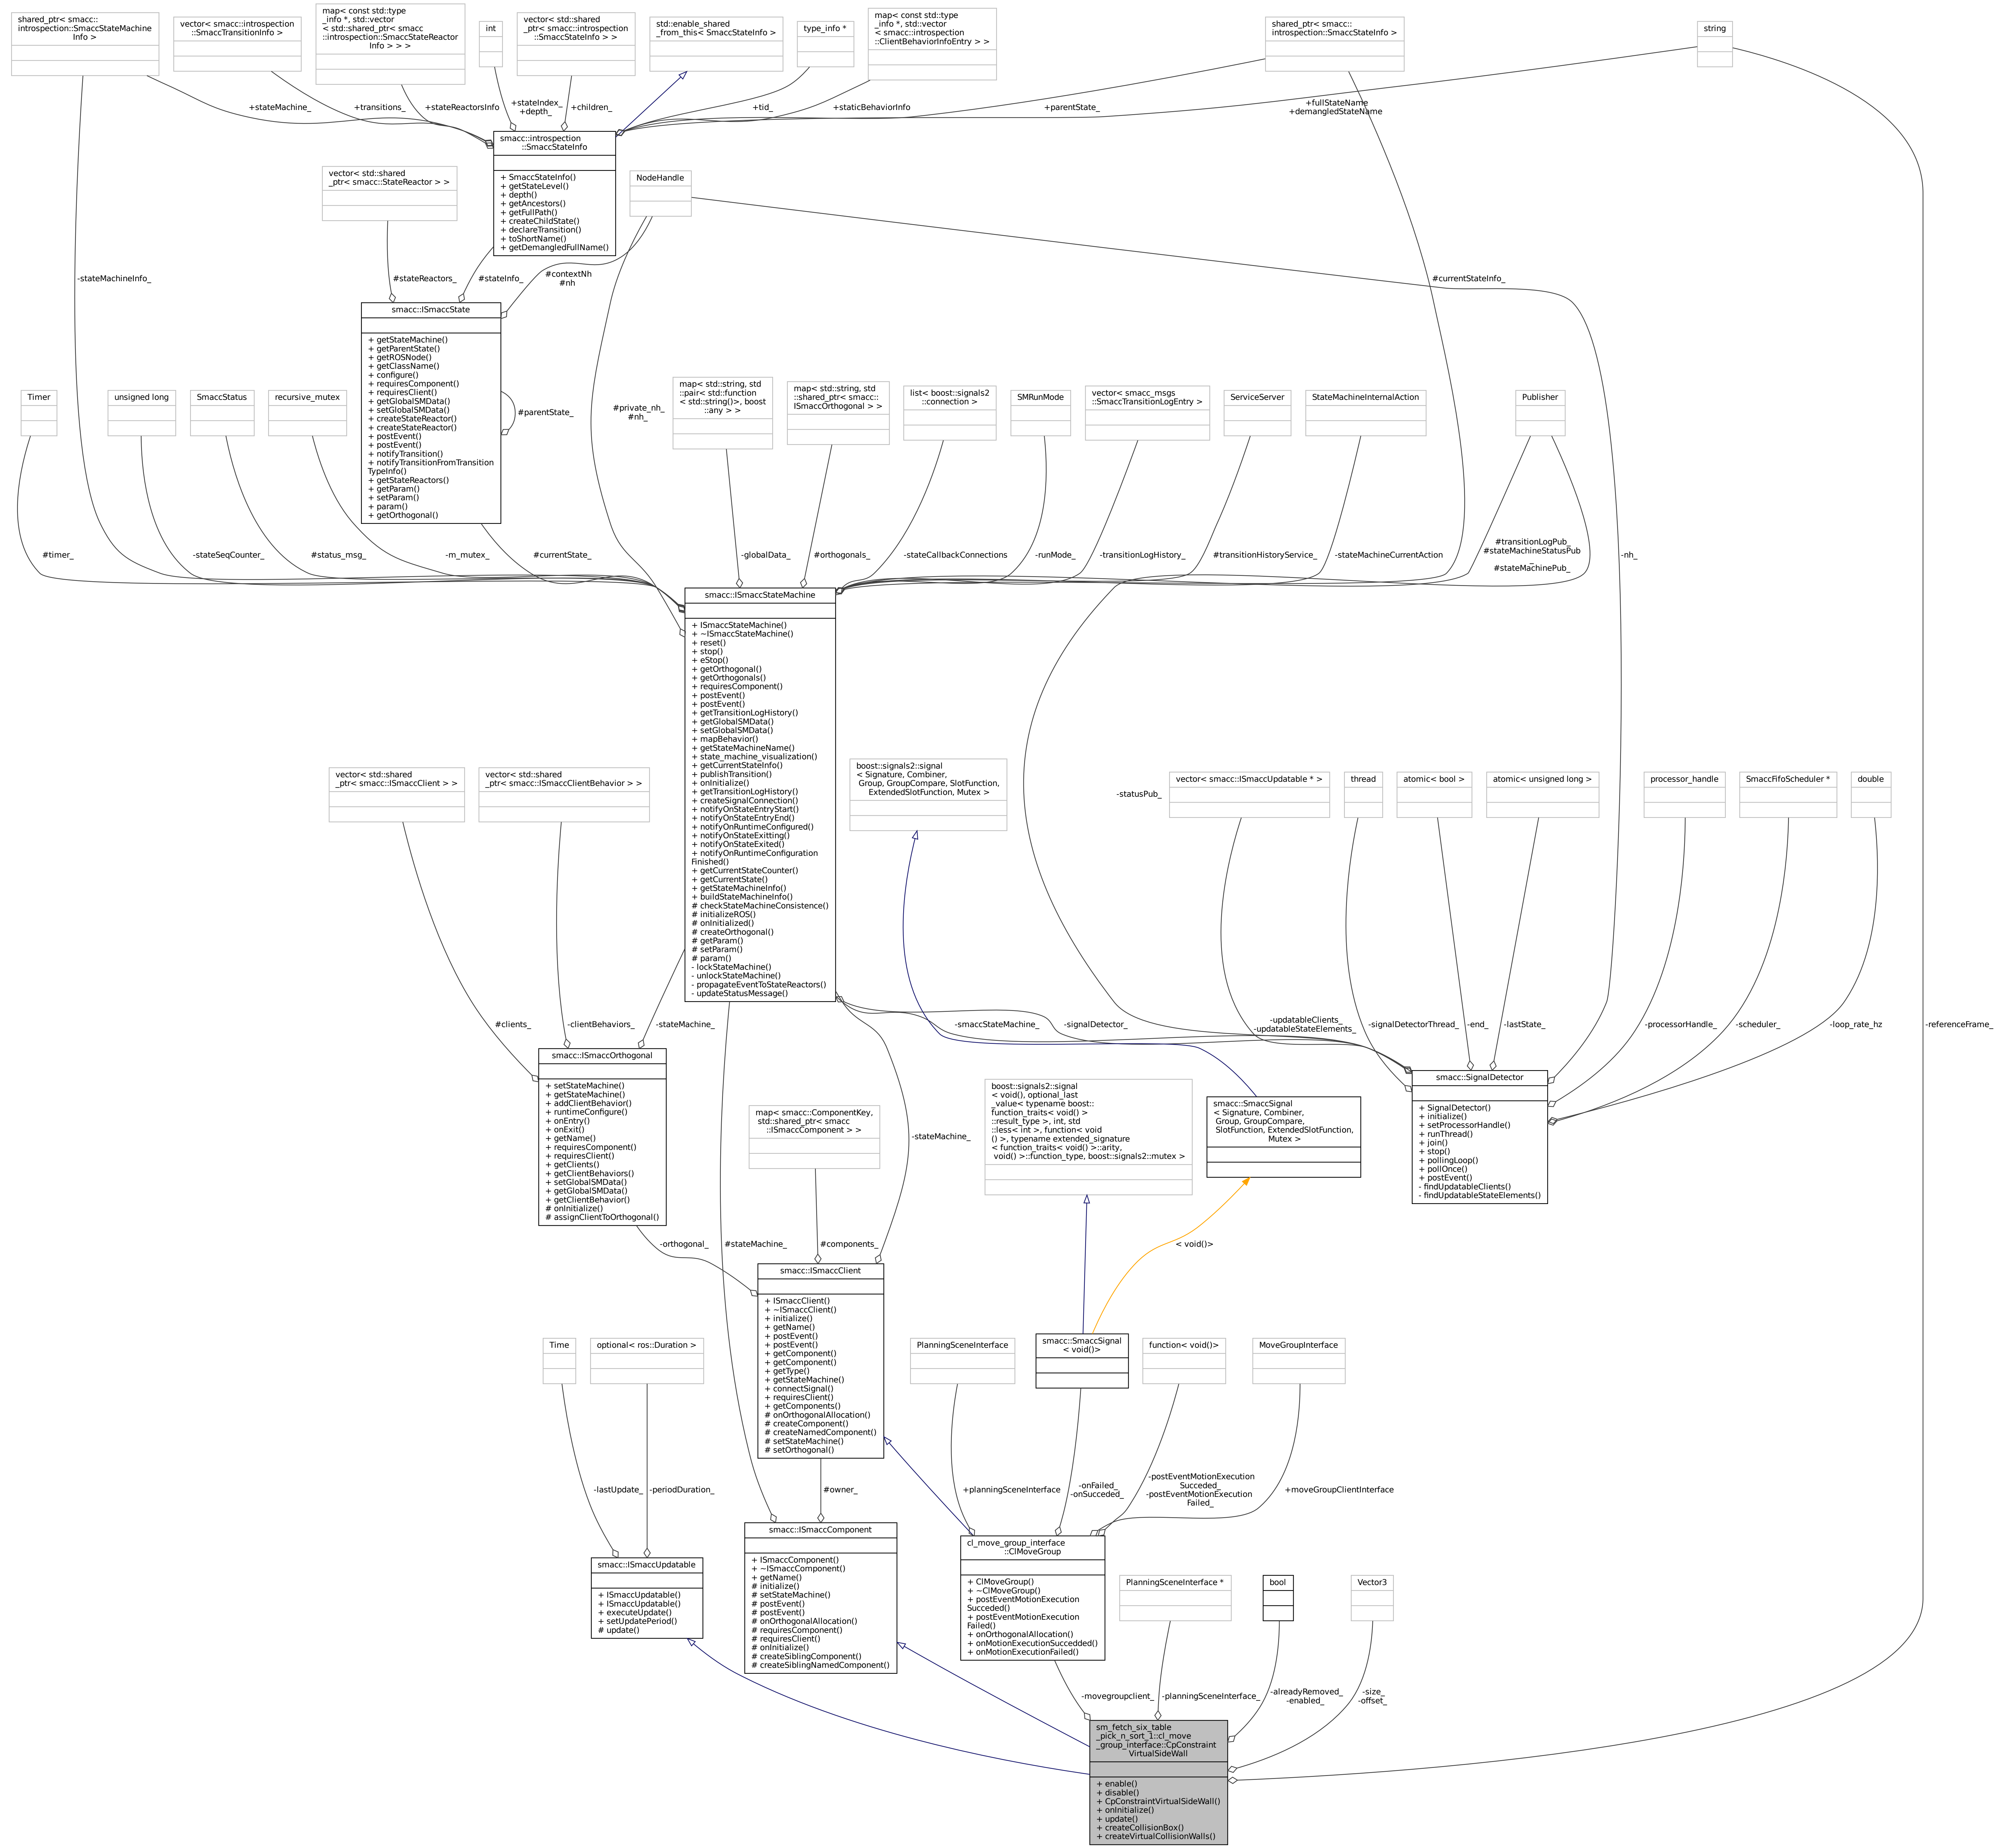 shared_ptr< smacc::
introspection::SmaccStateMachine
Info >
vector< smacc::introspection
::SmaccTransitionInfo >
map< const std::type
_info *, std::vector
< std::shared_ptr< smacc
::introspection::SmaccStateReactor
Info > > >
int
vector< std::shared
_ptr< smacc::introspection
::SmaccStateInfo > >
std::enable_shared
_from_this< SmaccStateInfo >
type_info *
map< const std::type
_info *, std::vector
< smacc::introspection
::ClientBehaviorInfoEntry > >
shared_ptr< smacc::
introspection::SmaccStateInfo >
string
+stateMachine_
+transitions_
+stateReactorsInfo
+stateIndex_
+depth_
+children_
+tid_
+staticBehaviorInfo
+parentState_
+fullStateName
+demangledStateName
smacc::introspection
::SmaccStateInfo
+ SmaccStateInfo()
+ getStateLevel()
+ depth()
+ getAncestors()
+ getFullPath()
+ createChildState()
+ declareTransition()
+ toShortName()
+ getDemangledFullName()
vector< std::shared
_ptr< smacc::StateReactor > >
NodeHandle
-stateMachineInfo_
#stateReactors_
#stateInfo_
#contextNh
#nh
#currentStateInfo_
smacc::ISmaccState
+ getStateMachine()
+ getParentState()
+ getROSNode()
+ getClassName()
+ configure()
+ requiresComponent()
+ requiresClient()
+ getGlobalSMData()
+ setGlobalSMData()
+ createStateReactor()
+ createStateReactor()
+ postEvent()
+ postEvent()
+ notifyTransition()
+ notifyTransitionFromTransition
TypeInfo()
+ getStateReactors()
+ getParam()
+ setParam()
+ param()
+ getOrthogonal()
#parentState_
#private_nh_
#nh_
Timer
unsigned long
SmaccStatus
recursive_mutex
map< std::string, std
::pair< std::function
< std::string()>, boost
::any > >
map< std::string, std
::shared_ptr< smacc::
ISmaccOrthogonal > >
list< boost::signals2
::connection >
SMRunMode
vector< smacc_msgs
::SmaccTransitionLogEntry >
ServiceServer
StateMachineInternalAction
Publisher
#timer_
-stateSeqCounter_
#status_msg_
-m_mutex_
#currentState_
-globalData_
#orthogonals_
-stateCallbackConnections
-runMode_
-transitionLogHistory_
#transitionHistoryService_
-stateMachineCurrentAction
#transitionLogPub_
#stateMachineStatusPub
_
#stateMachinePub_
-nh_
smacc::ISmaccStateMachine
+ ISmaccStateMachine()
+ ~ISmaccStateMachine()
+ reset()
+ stop()
+ eStop()
+ getOrthogonal()
+ getOrthogonals()
+ requiresComponent()
+ postEvent()
+ postEvent()
+ getTransitionLogHistory()
+ getGlobalSMData()
+ setGlobalSMData()
+ mapBehavior()
+ getStateMachineName()
+ state_machine_visualization()
+ getCurrentStateInfo()
+ publishTransition()
+ onInitialize()
+ getTransitionLogHistory()
+ createSignalConnection()
+ notifyOnStateEntryStart()
+ notifyOnStateEntryEnd()
+ notifyOnRuntimeConfigured()
+ notifyOnStateExitting()
+ notifyOnStateExited()
+ notifyOnRuntimeConfiguration
Finished()
+ getCurrentStateCounter()
+ getCurrentState()
+ getStateMachineInfo()
+ buildStateMachineInfo()
# checkStateMachineConsistence()
# initializeROS()
# onInitialized()
# createOrthogonal()
# getParam()
# setParam()
# param()
- lockStateMachine()
- unlockStateMachine()
- propagateEventToStateReactors()
- updateStatusMessage()
vector< std::shared
_ptr< smacc::ISmaccClient > >
vector< std::shared
_ptr< smacc::ISmaccClientBehavior > >
boost::signals2::signal
< Signature, Combiner,
Group, GroupCompare, SlotFunction,
ExtendedSlotFunction, Mutex >
-statusPub_
vector< smacc::ISmaccUpdatable * >
thread
atomic< bool >
atomic< unsigned long >
processor_handle
SmaccFifoScheduler *
double
#clients_
-clientBehaviors_
-stateMachine_
-smaccStateMachine_
-signalDetector_
-updatableClients_
-updatableStateElements_
-signalDetectorThread_
-end_
-lastState_
-processorHandle_
-scheduler_
-loop_rate_hz
-referenceFrame_
smacc::ISmaccOrthogonal
+ setStateMachine()
+ getStateMachine()
+ addClientBehavior()
+ runtimeConfigure()
+ onEntry()
+ onExit()
+ getName()
+ requiresComponent()
+ requiresClient()
+ getClients()
+ getClientBehaviors()
+ setGlobalSMData()
+ getGlobalSMData()
+ getClientBehavior()
# onInitialize()
# assignClientToOrthogonal()
map< smacc::ComponentKey,
std::shared_ptr< smacc
::ISmaccComponent > >
-stateMachine_
boost::signals2::signal
< void(), optional_last
_value< typename boost::
function_traits< void() >
::result_type >, int, std
::less< int >, function< void
() >, typename extended_signature
< function_traits< void() >::arity,
void() >::function_type, boost::signals2::mutex >
smacc::SmaccSignal
< Signature, Combiner,
Group, GroupCompare,
SlotFunction, ExtendedSlotFunction,
Mutex >
smacc::SignalDetector
+ SignalDetector()
+ initialize()
+ setProcessorHandle()
+ runThread()
+ join()
+ stop()
+ pollingLoop()
+ pollOnce()
+ postEvent()
- findUpdatableClients()
- findUpdatableStateElements()
-orthogonal_
#stateMachine_
#components_
< void()>
smacc::ISmaccClient
+ ISmaccClient()
+ ~ISmaccClient()
+ initialize()
+ getName()
+ postEvent()
+ postEvent()
+ getComponent()
+ getComponent()
+ getType()
+ getStateMachine()
+ connectSignal()
+ requiresClient()
+ getComponents()
# onOrthogonalAllocation()
# createComponent()
# createNamedComponent()
# setStateMachine()
# setOrthogonal()
Time
optional< ros::Duration >
PlanningSceneInterface
smacc::SmaccSignal
< void()>
function< void()>
MoveGroupInterface
-lastUpdate_
-periodDuration_
#owner_
+planningSceneInterface
-onFailed_
-onSucceded_
-postEventMotionExecution
Succeded_
-postEventMotionExecution
Failed_
+moveGroupClientInterface
smacc::ISmaccUpdatable
+ ISmaccUpdatable()
+ ISmaccUpdatable()
+ executeUpdate()
+ setUpdatePeriod()
# update()
smacc::ISmaccComponent
+ ISmaccComponent()
+ ~ISmaccComponent()
+ getName()
# initialize()
# setStateMachine()
# postEvent()
# postEvent()
# onOrthogonalAllocation()
# requiresComponent()
# requiresClient()
# onInitialize()
# createSiblingComponent()
# createSiblingNamedComponent()
cl_move_group_interface
::ClMoveGroup
+ ClMoveGroup()
+ ~ClMoveGroup()
+ postEventMotionExecution
Succeded()
+ postEventMotionExecution
Failed()
+ onOrthogonalAllocation()
+ onMotionExecutionSuccedded()
+ onMotionExecutionFailed()
PlanningSceneInterface *
bool
Vector3
-movegroupclient_
-planningSceneInterface_
-alreadyRemoved_
-enabled_
-size_
-offset_
sm_fetch_six_table
_pick_n_sort_1::cl_move
_group_interface::CpConstraint
VirtualSideWall
+ enable()
+ disable()
+ CpConstraintVirtualSideWall()
+ onInitialize()
+ update()
+ createCollisionBox()
+ createVirtualCollisionWalls()